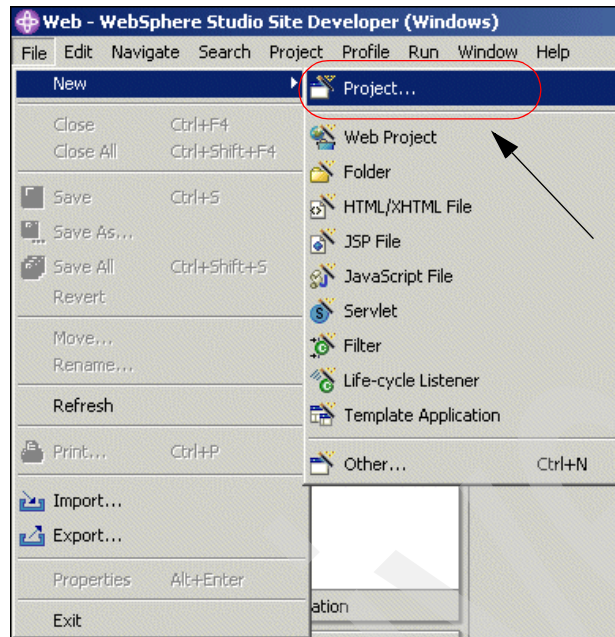 Web - WebSphere Studio Site Developer (Windows)
File Edit Navigate Search Project Profile Run Window Help
New
Close Ctrl+F4
Close All Ctrl+Shift+F4
Save Ctrl+S
Save As...
Save All Ctrl+Shift+S
Revert
Move...
Rename...
Refresh
Print... Ctrl+P
Import...
Export...
Properties Alt+Enter
Exit
Project...
Web Project
Folder
HTML/XHTML File
JSP File
JavaScript File
Servlet
Filter
Life-cycle Listener
Template Application
Other... Ctrl+N
ation